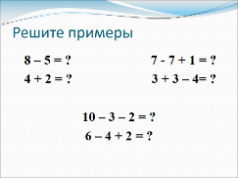 Решите примеры
8 – 5 = ?
7 - 7 + 1 = ?
4 + 2 = ?
3 + 3 – 4= ?
10 – 3 – 2 = ?
6 – 4 + 2 = ?